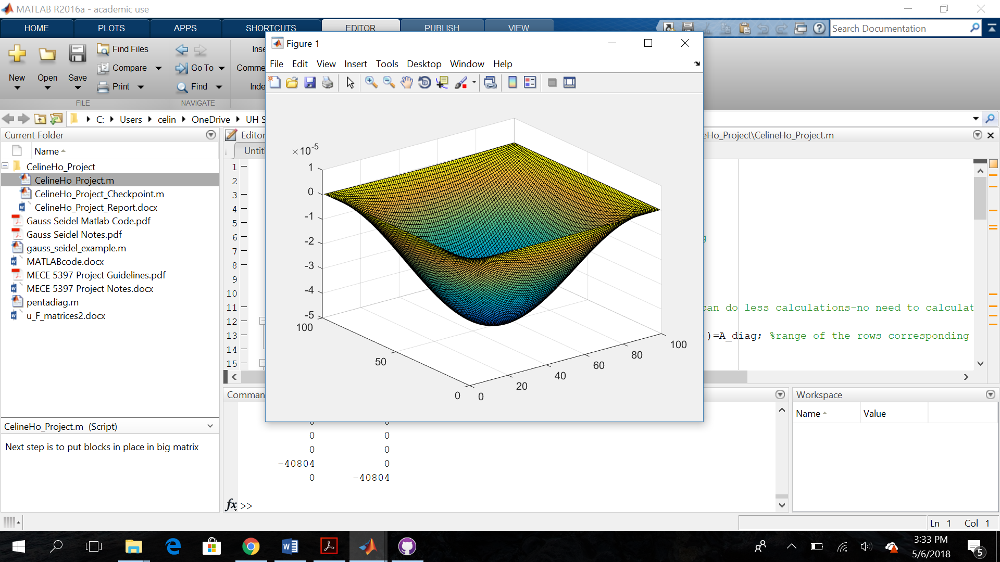 MATLAB R2016a - academic use
HOME PLOTS APPS SHORTCUTS EDITOR PUBLISH VIEW
Search Documentation
Figure 1
File Edit View Insert Tools Desktop Window Help
New Open Save
Find Files
Compare
Print
Go To
Find
FILE NAVIGATE
C: Users celin OneDrive UH
Current Folder
Name
CelineHo_Project
CelineHo_Project.m
CelineHo_Project_Checkpoint.m
CelineHo_Project_Report.docx
Gauss Seidel Matlab Code.pdf
Gauss Seidel Notes.pdf
gauss_seidel_example.m
MATLABcode.docx
MECE 5397 Project Guidelines.pdf
MECE 5397 Project Notes.docx
pentadiag.m
u_F_matrices2.docx
CelineHo_Project.m (Script)
Next step is to put blocks in place in big matrix
Editor
eHo_Project\CelineHo_Project.m
Untitl
1
2
3
4
5
6
7
8
9
10
11
12
13
14
15
can do less calculations-no need to calculat
)=A_diag; %range of the rows corresponding
×10-5
1
0
-1
-2
-3
-4
-5
100
50
0
0
20
40
60
80
100
Comman
0 0
0 0
0 0
-40804 0
0 -40804
fx >>
Workspace
Name Value
Ln 1 Col 1
3:33 PM
5/6/2018
5